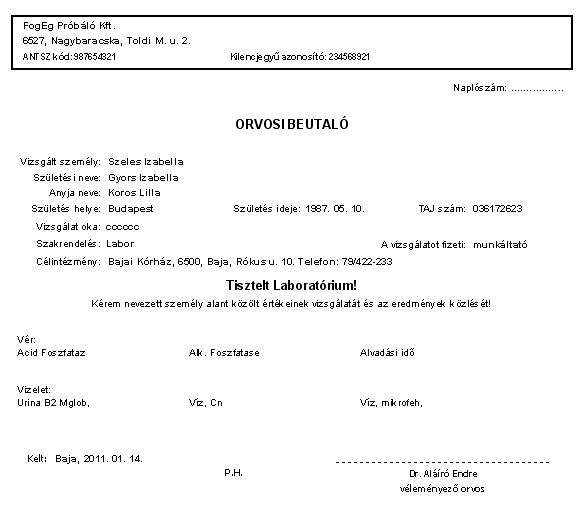 FogEg Próbáló Kft.
6527, Nagybaracska, Toldi M. u. 2.
ANTSZ kód: 987654321 Kilencjegyű azonosító: 234568921
Naplószám: ..................
ORVOSI BEUTALÓ
Vizsgált személy: Szeles Izabella
Születési neve: Gyors Izabella
Anyja neve: Koros Lilla
Születés helye: Budapest Születés ideje: 1987. 05. 10. TAJ szám: 036172623
Vizsgálat oka: cccccc
Szakrendelés: Labor A vizsgálatot fizeti: munkáltató
Célintézmény: Bajai Kórház, 6500, Baja, Rókus u. 10. Telefon: 79/422-233
Tisztelt Laboratórium!
Kérem nevezett személy alant közölt értékeinek vizsgálatát és az eredmények közlését!
Vér:
Acid Foszfataz Alk. Foszfatase Alvadási idő
Vizelet:
Urina B2 Mglob. Viz. Cn Viz. mikrofeh.
Kelt: Baja, 2011. 01. 14.
P.H.
Dr. Aláíró Endre
véleményező orvos